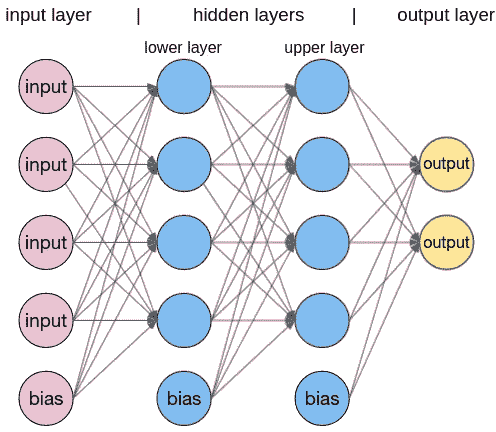 input layer | hidden layers | output layer
lower layer upper layer
input
input output
input output
input
bias bias bias